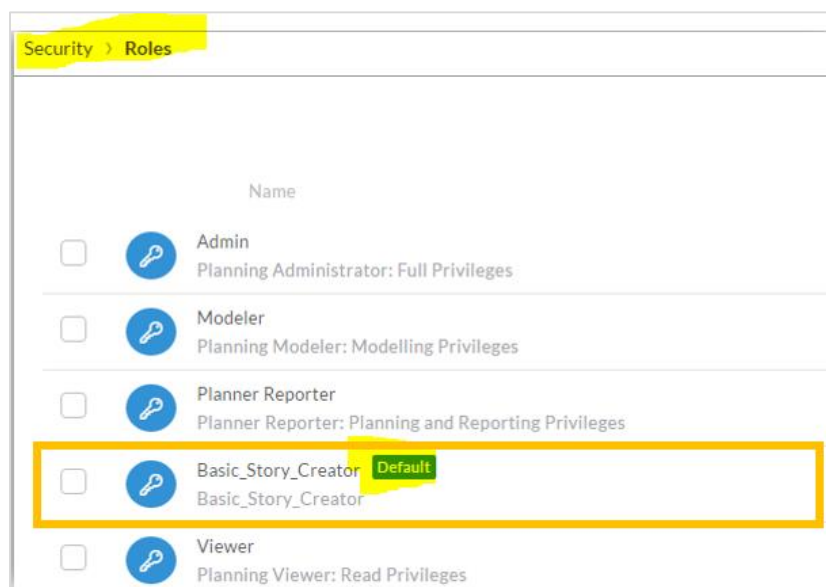 Security > Roles
Name
Admin
Planning Administrator: Full Privileges
Modeler
Planning Modeler: Modelling Privileges
Planner Reporter
Planner Reporter: Planning and Reporting Privileges
Basic_Story_Creator Default
Basic_Story_Creator
Viewer
Planning Viewer: Read Privileges